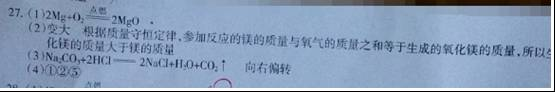 27.(1)2Mg+O₂ 点燃 2MgO 。
(2)变大 根据质量守恒定律,参加反应的镁的质量与氧气的质量之和等于生成的氧化镁的质量,所以
化镁的质量大于镁的质量
(3)Na₂CO₃+2HCl══2NaCl+H₂O+CO₂↑ 向右偏转
(4)①②⑤
点燃